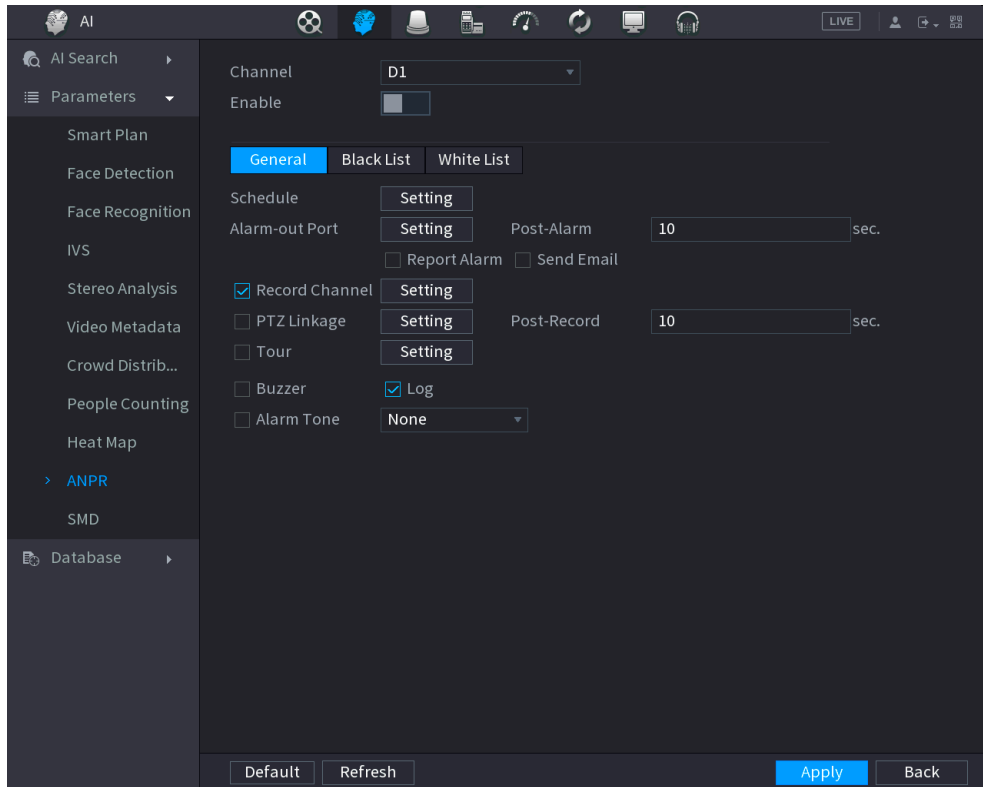 AI
LIVE
AI Search
Parameters
Smart Plan
Face Detection
Face Recognition
IVS
Stereo Analysis
Video Metadata
Crowd Distrib...
People Counting
Heat Map
ANPR
SMD
Database
Channel D1
Enable
General Black List White List
Schedule Setting
Alarm-out Port Setting Post-Alarm 10 sec.
Report Alarm Send Email
Record Channel Setting
PTZ Linkage Setting Post-Record 10 sec.
Tour Setting
Buzzer Log
Alarm Tone None
Default Refresh Apply Back